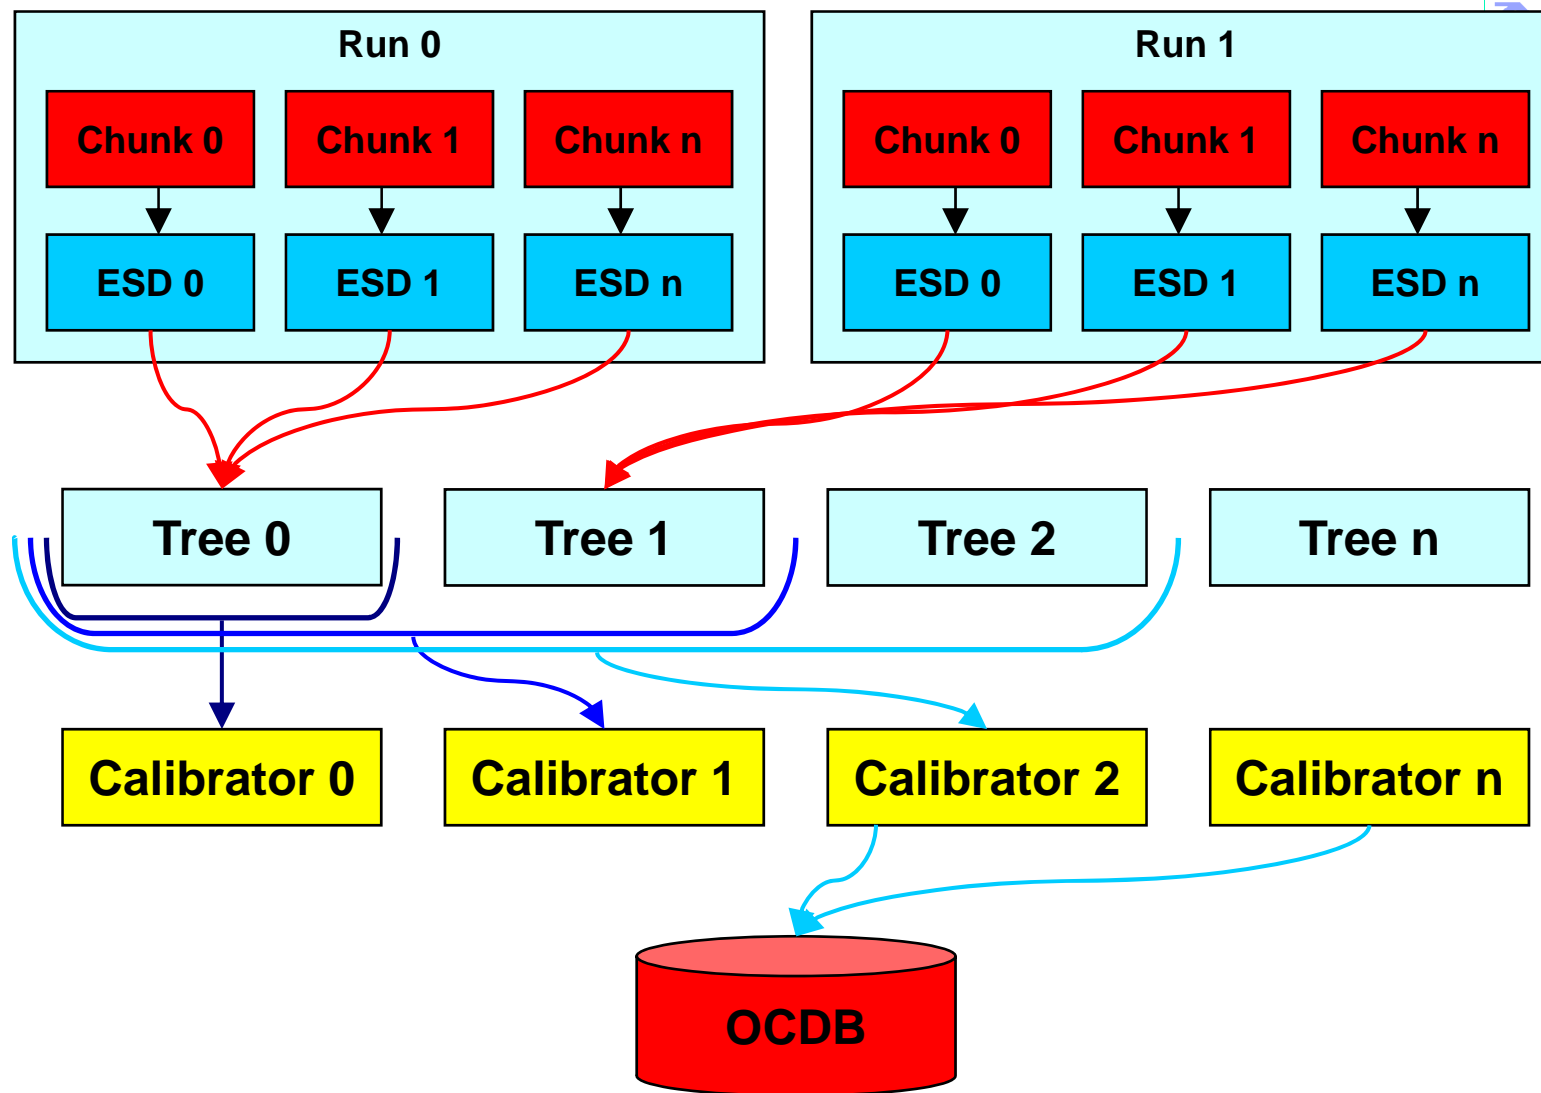 Run 0
Run 1
Chunk 0
Chunk 1
Chunk n
Chunk 0
Chunk 1
Chunk n
ESD 0
ESD 1
ESD n
ESD 0
ESD 1
ESD n
Tree 0
Tree 1
Tree 2
Tree n
Calibrator 0
Calibrator 1
Calibrator 2
Calibrator n
OCDB